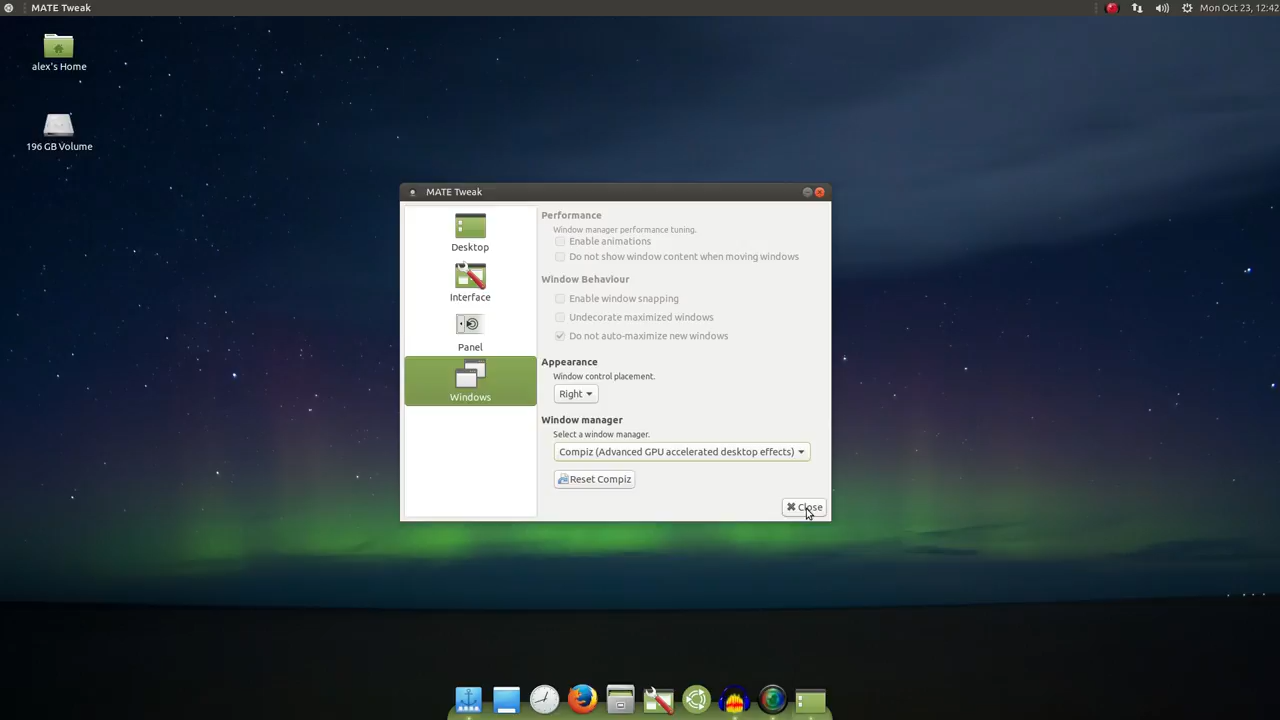 MATE Tweak
Mon Oct 23, 12:42
alex's Home
196 GB Volume
MATE Tweak
Desktop
Interface
Panel
Windows
Performance
Window manager performance tuning.
Enable animations
Do not show window content when moving windows
Window Behaviour
Enable window snapping
Undecorate maximized windows
Do not auto-maximize new windows
Appearance
Window control placement.
Right
Window manager
Select a window manager.
Compiz (Advanced GPU accelerated desktop effects)
Reset Compiz
Close